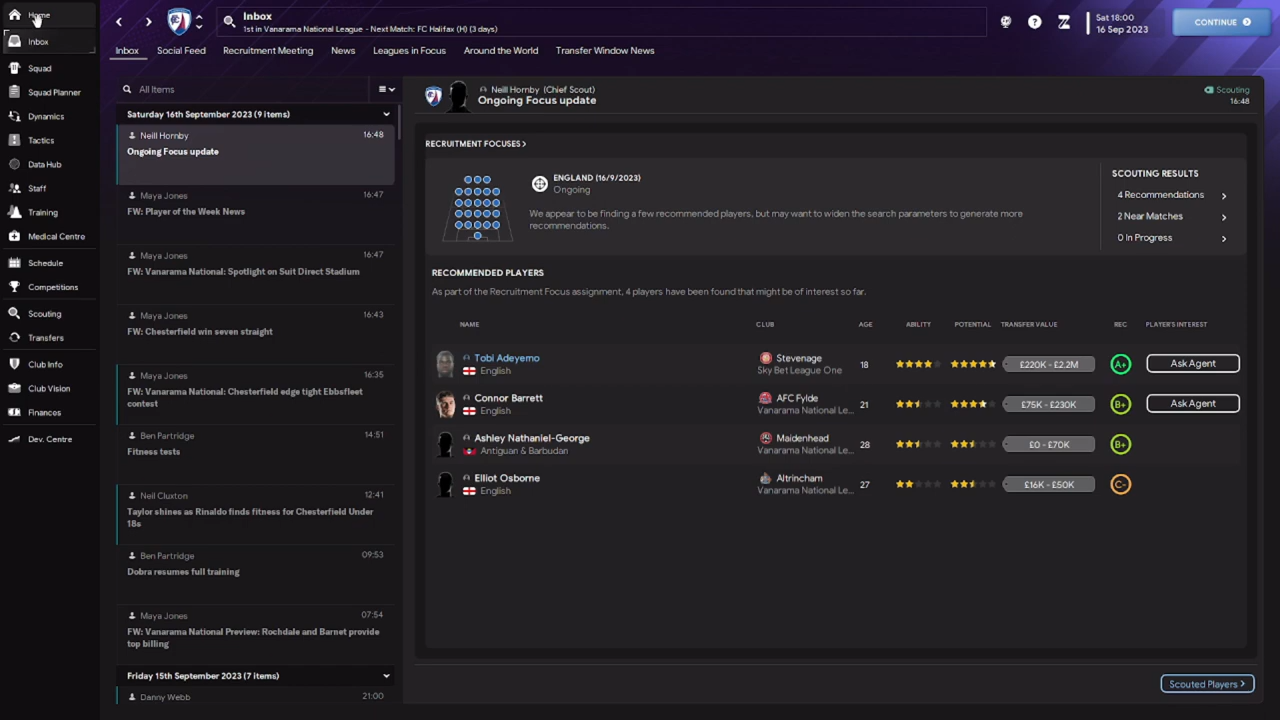 Home
Inbox
Squad
Squad Planner
Dynamics
Tactics
Data Hub
Staff
Training
Medical Centre
Schedule
Competitions
Scouting
Transfers
Club Info
Club Vision
Finances
Dev. Centre
Inbox
1st in Vanarama National League - Next Match: FC Halifax (H) (3 days)
Sat 18:00
16 Sep 2023
CONTINUE
Inbox Social Feed Recruitment Meeting News Leagues in Focus Around the World Transfer Window News
All Items
Saturday 16th September 2023 (9 items)
Neill Hornby 16:48
Ongoing Focus update
Maya Jones 16:47
FW: Player of the Week News
Maya Jones 16:47
FW: Vanarama National: Spotlight on Suit Direct Stadium
Maya Jones 16:43
FW: Chesterfield win seven straight
Maya Jones 16:35
FW: Vanarama National: Chesterfield edge tight Ebbsfleet
contest
Ben Partridge 14:51
Fitness tests
Neil Cluxton 12:41
Taylor shines as Rinaldo finds fitness for Chesterfield Under
18s
Ben Partridge 09:53
Dobra resumes full training
Maya Jones 07:54
FW: Vanarama National Preview: Rochdale and Barnet provide
top billing
Friday 15th September 2023 (7 items)
Danny Webb 21:00
Neill Hornby (Chief Scout)
Ongoing Focus update
Scouting
16:48
RECRUITMENT FOCUSES >
ENGLAND (16/9/2023)
Ongoing
We appear to be finding a few recommended players, but may want to widen the search parameters to generate more
recommendations.
SCOUTING RESULTS
4 Recommendations >
2 Near Matches >
0 In Progress >
RECOMMENDED PLAYERS
As part of the Recruitment Focus assignment, 4 players have been found that might be of interest so far.
NAME CLUB AGE ABILITY POTENTIAL TRANSFER VALUE REC PLAYER'S INTEREST
Tobi Adeyemo Stevenage 18 £220K - £2.2M A+ Ask Agent
English Sky Bet League One
Connor Barrett AFC Fylde 21 £75K - £230K B+ Ask Agent
English Vanarama National Le...
Ashley Nathaniel-George Maidenhead 28 £0 - £70K B+
Antiguan & Barbudan Vanarama National Le...
Elliot Osborne Altrincham 27 £16K - £50K C-
English Vanarama National Le...
Scouted Players >